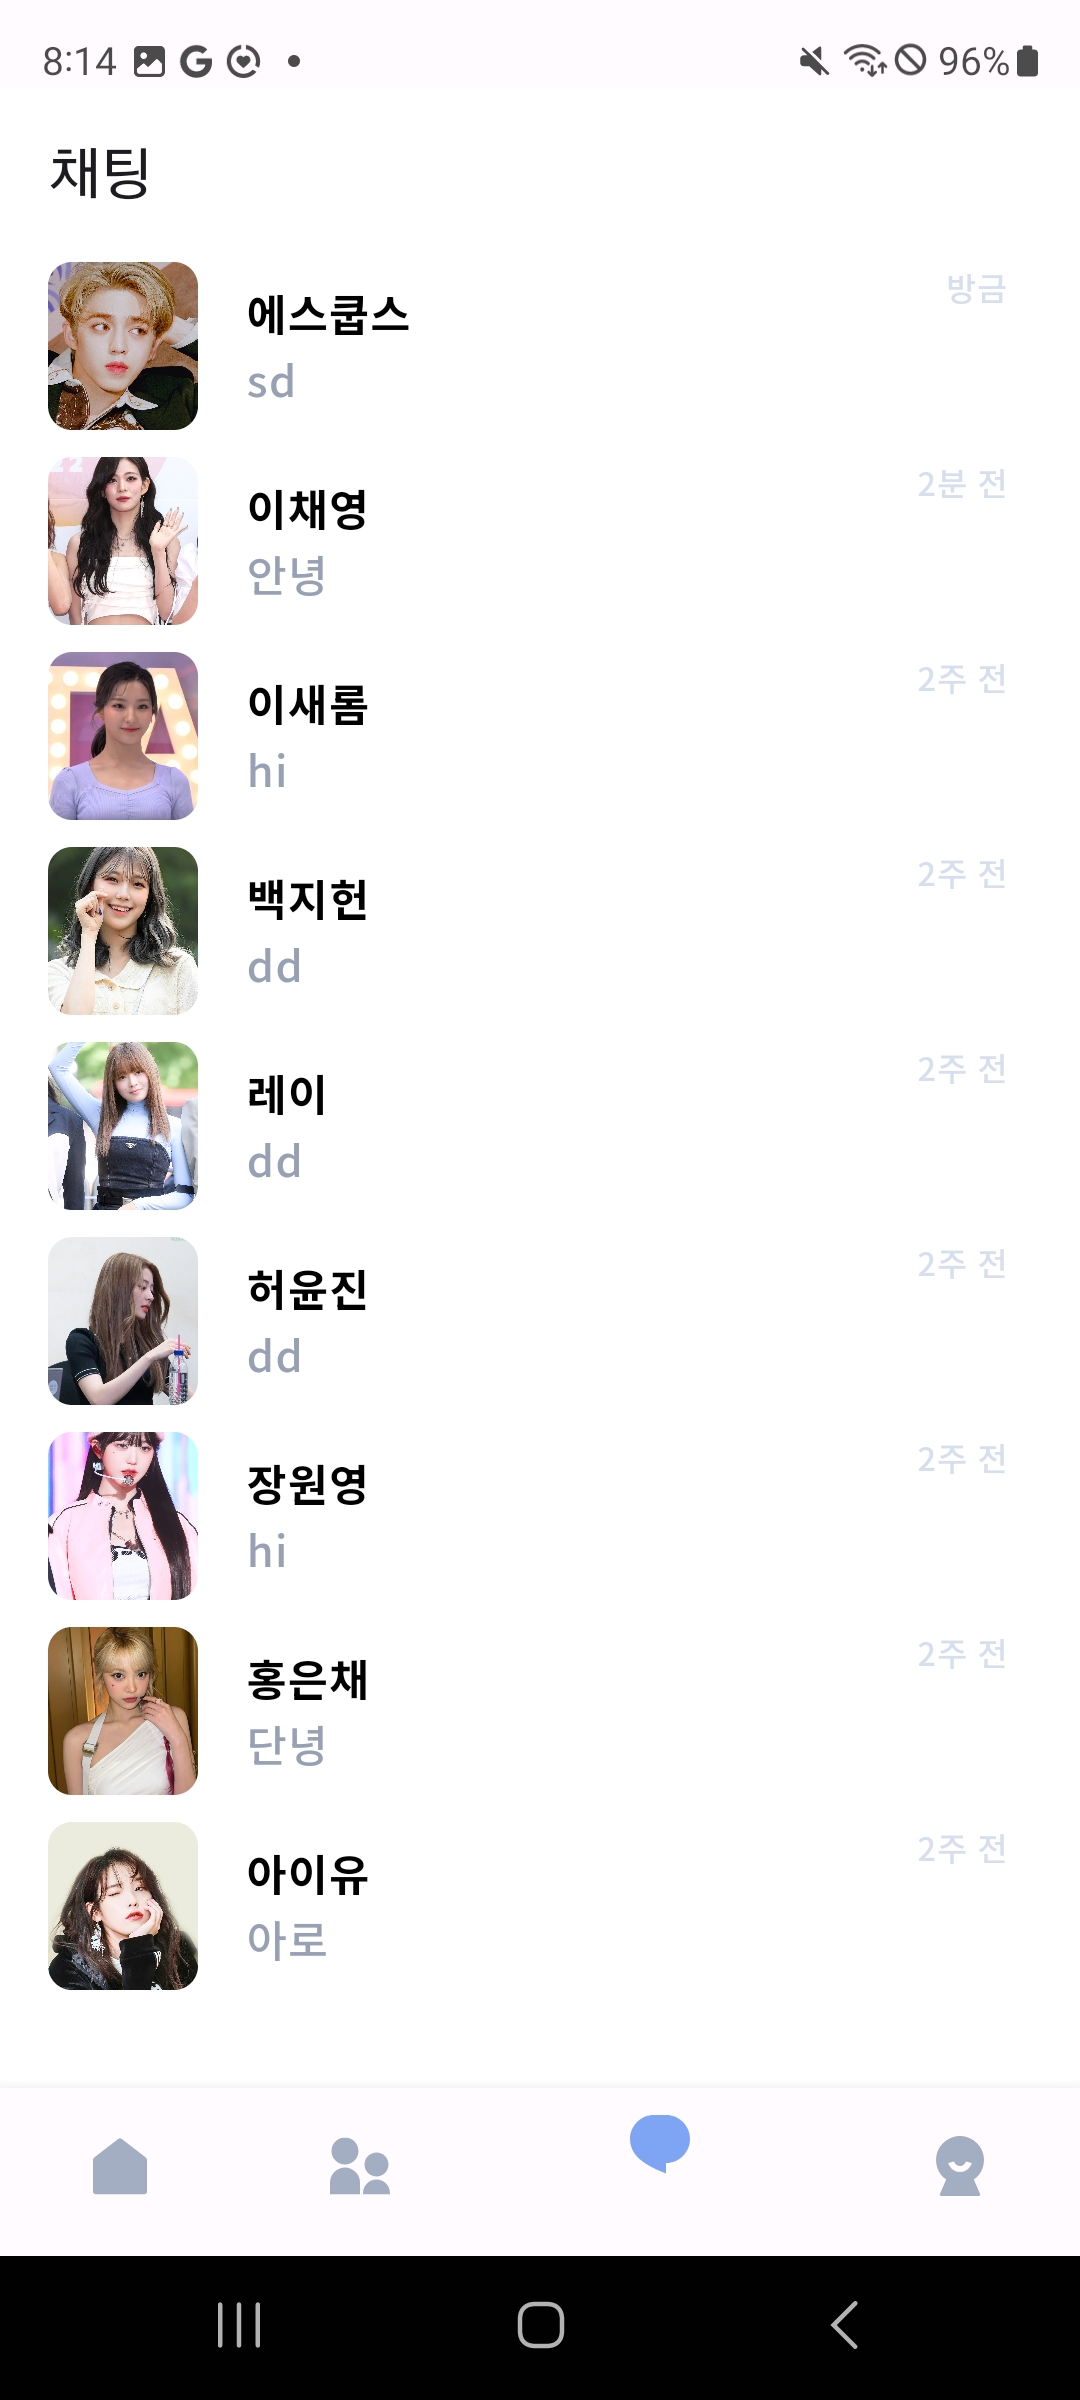 8:14
96%
채팅
에스쿱스
방금
sd
이채영
2분 전
안녕
이새롬
2주 전
hi
백지헌
2주 전
dd
레이
2주 전
dd
허윤진
2주 전
dd
장원영
2주 전
hi
홍은채
2주 전
단녕
아이유
2주 전
아로